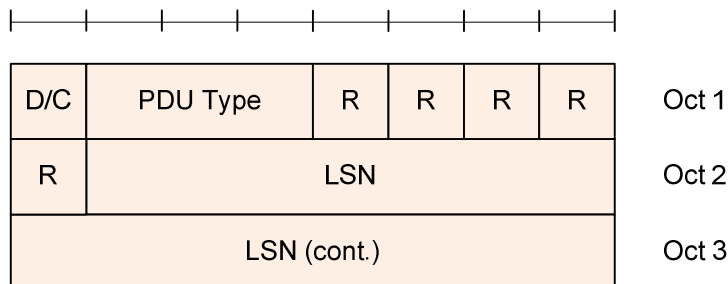 D/C PDU Type R R R R Oct 1
R LSN Oct 2
LSN (cont.) Oct 3